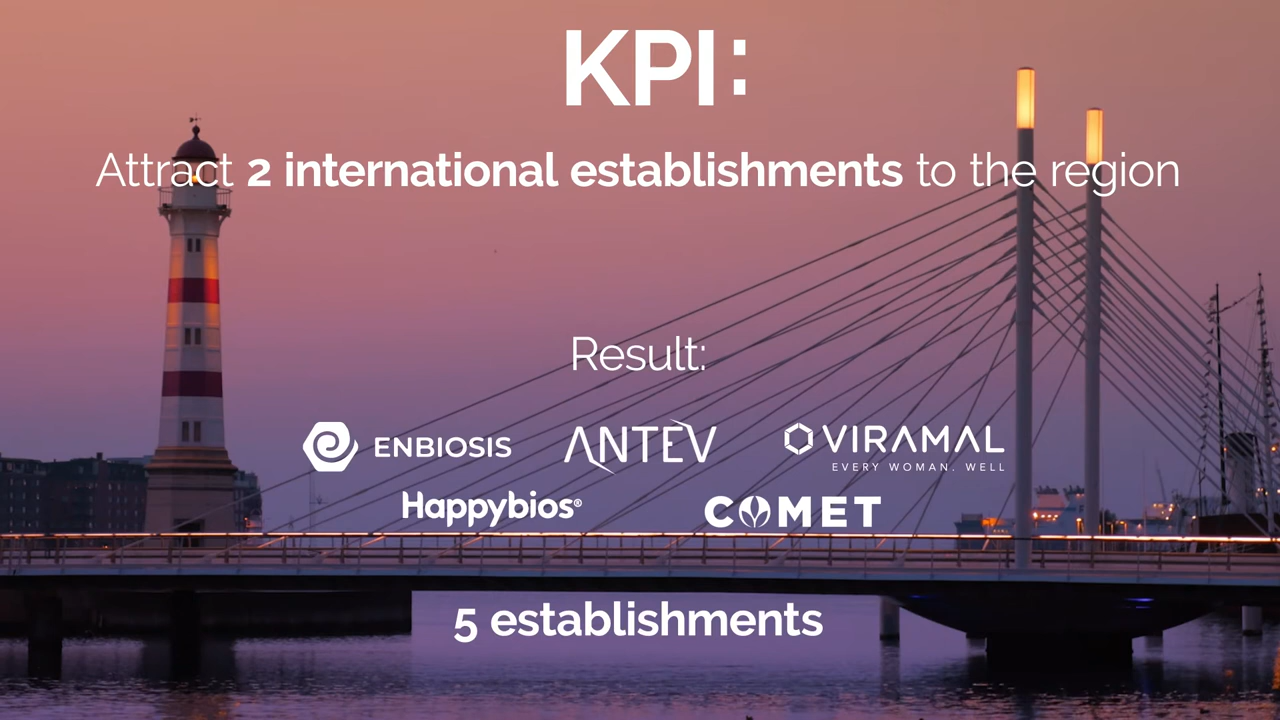 KPI:
Attract 2 international establishments to the region
Result:
ENBIOSIS ANTEV VIRAMAL
EVERY WOMAN. WELL
Happybios® COMET
5 establishments